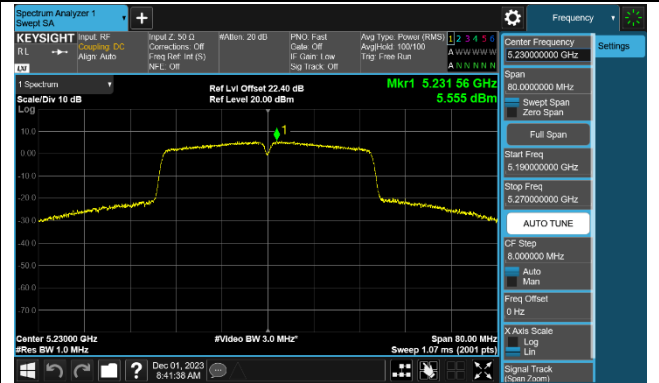 Spectrum Analyzer 1
Swept SA
+
Frequency
KEYSIGHT Input: RF
RL
Coupling: DC
Align: Auto
LXI
Input Z: 50 Ω
Corrections: Off
Freq Ref: Int (S)
NFE: Off
#Atten: 20 dB
PNO: Fast
Gate: Off
IF Gain: Low
Sig Track: Off
Avg Type: Power (RMS)
Avg|Hold: 100/100
Trig: Free Run
1 2 3 4 5 6
A W W W W W
A N N N N N
1 Spectrum
Scale/Div 10 dB
Log
Ref Lvl Offset 22.40 dB
Ref Level 20.00 dBm
Mkr1 5.231 56 GHz
5.555 dBm
1
10.0
0.00
-10.0
-20.0
-30.0
-40.0
-50.0
-60.0
-70.0
Center 5.23000 GHz
#Res BW 1.0 MHz
#Video BW 3.0 MHz*
Span 80.00 MHz
Sweep 1.07 ms (2001 pts)
Dec 01, 2023
8:41:38 AM
?
Center Frequency
5.230000000 GHz
Settings
Span
80.0000000 MHz
Swept Span
Zero Span
Full Span
Start Freq
5.190000000 GHz
Stop Freq
5.270000000 GHz
AUTO TUNE
CF Step
8.000000 MHz
Auto
Man
Freq Offset
0 Hz
X Axis Scale
Log
Lin
Signal Track
(Span Zoom)